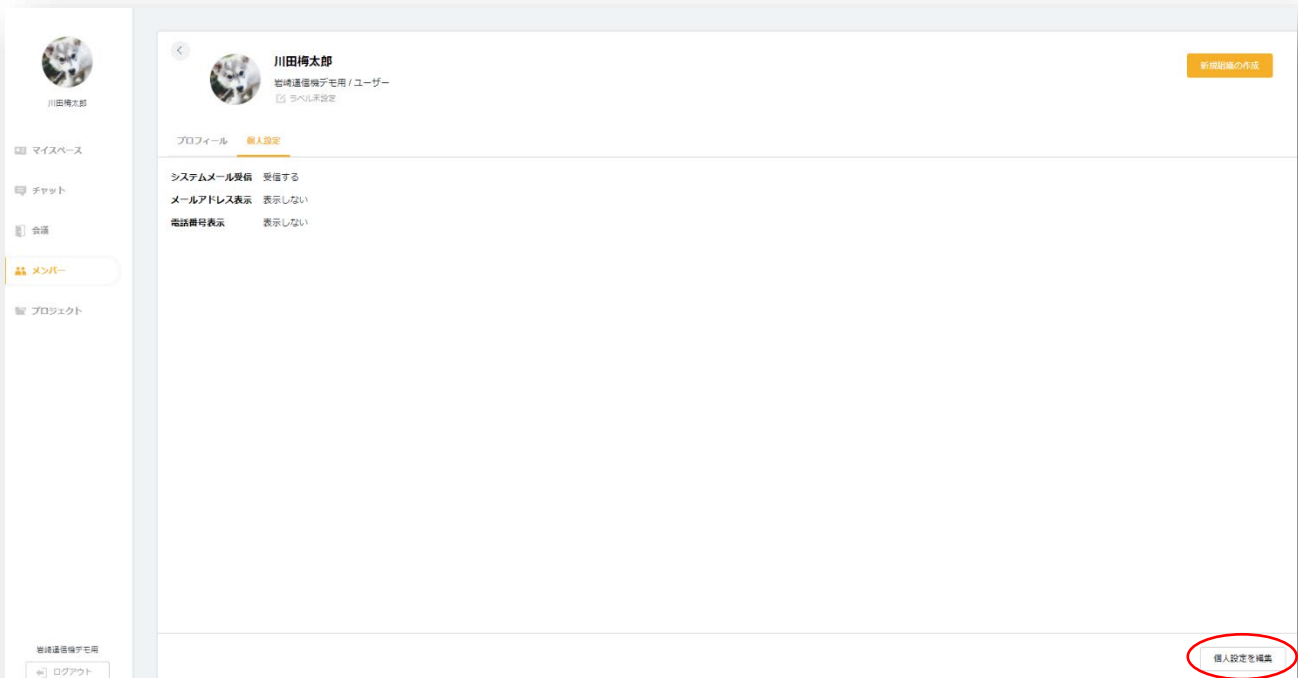 川田梅太郎
マイスペース
チャット
会議
メンバー
プロジェクト
岩崎通信機デモ用
ログアウト
川田梅太郎
岩崎通信機デモ用 / ユーザー
ラベル未設定
新規組織の作成
プロフィール 個人設定
システムメール受信 受信する
メールアドレス表示 表示しない
電話番号表示 表示しない
個人設定を編集